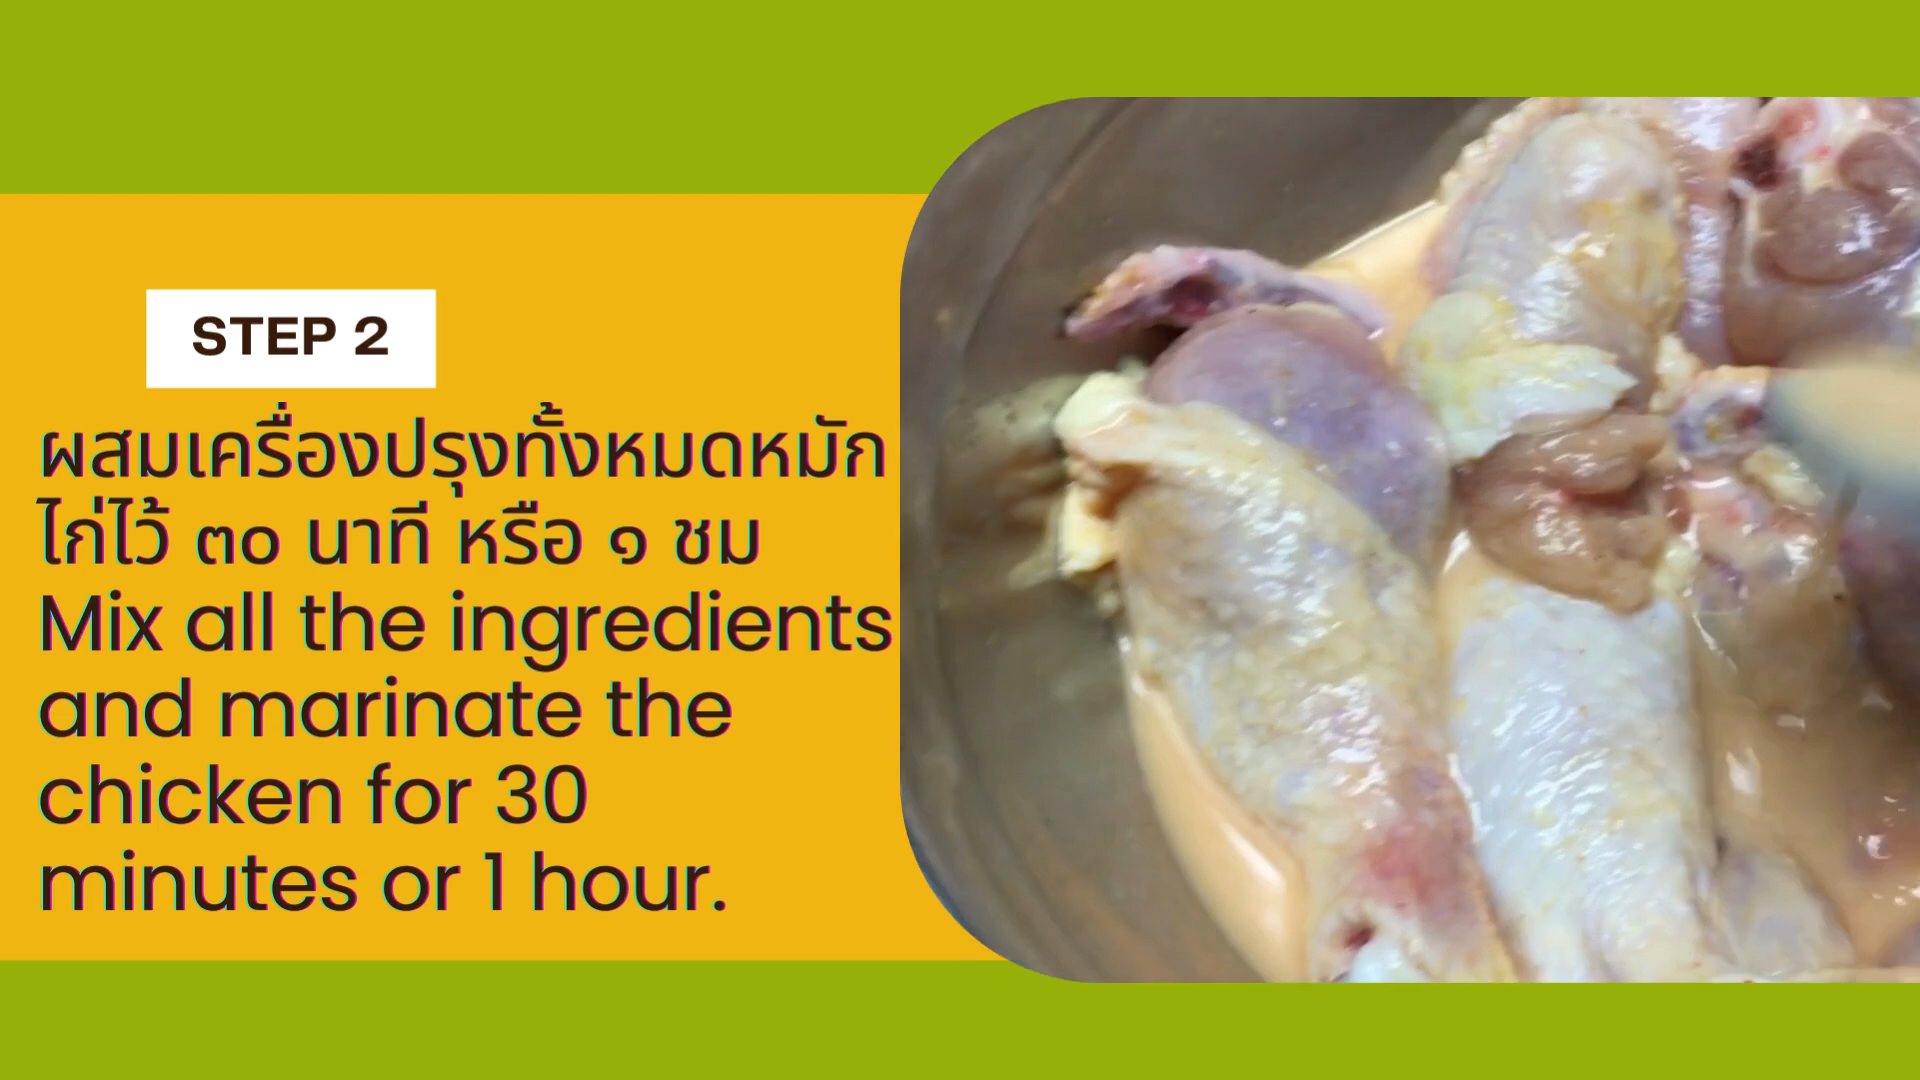 STEP 2
ผสมเครื่องปรุงทั้งหมดหมัก
ไก่ไว้ ๓๐ นาที หรือ ๑ ชม
Mix all the ingredients
and marinate the
chicken for 30
minutes or 1 hour.